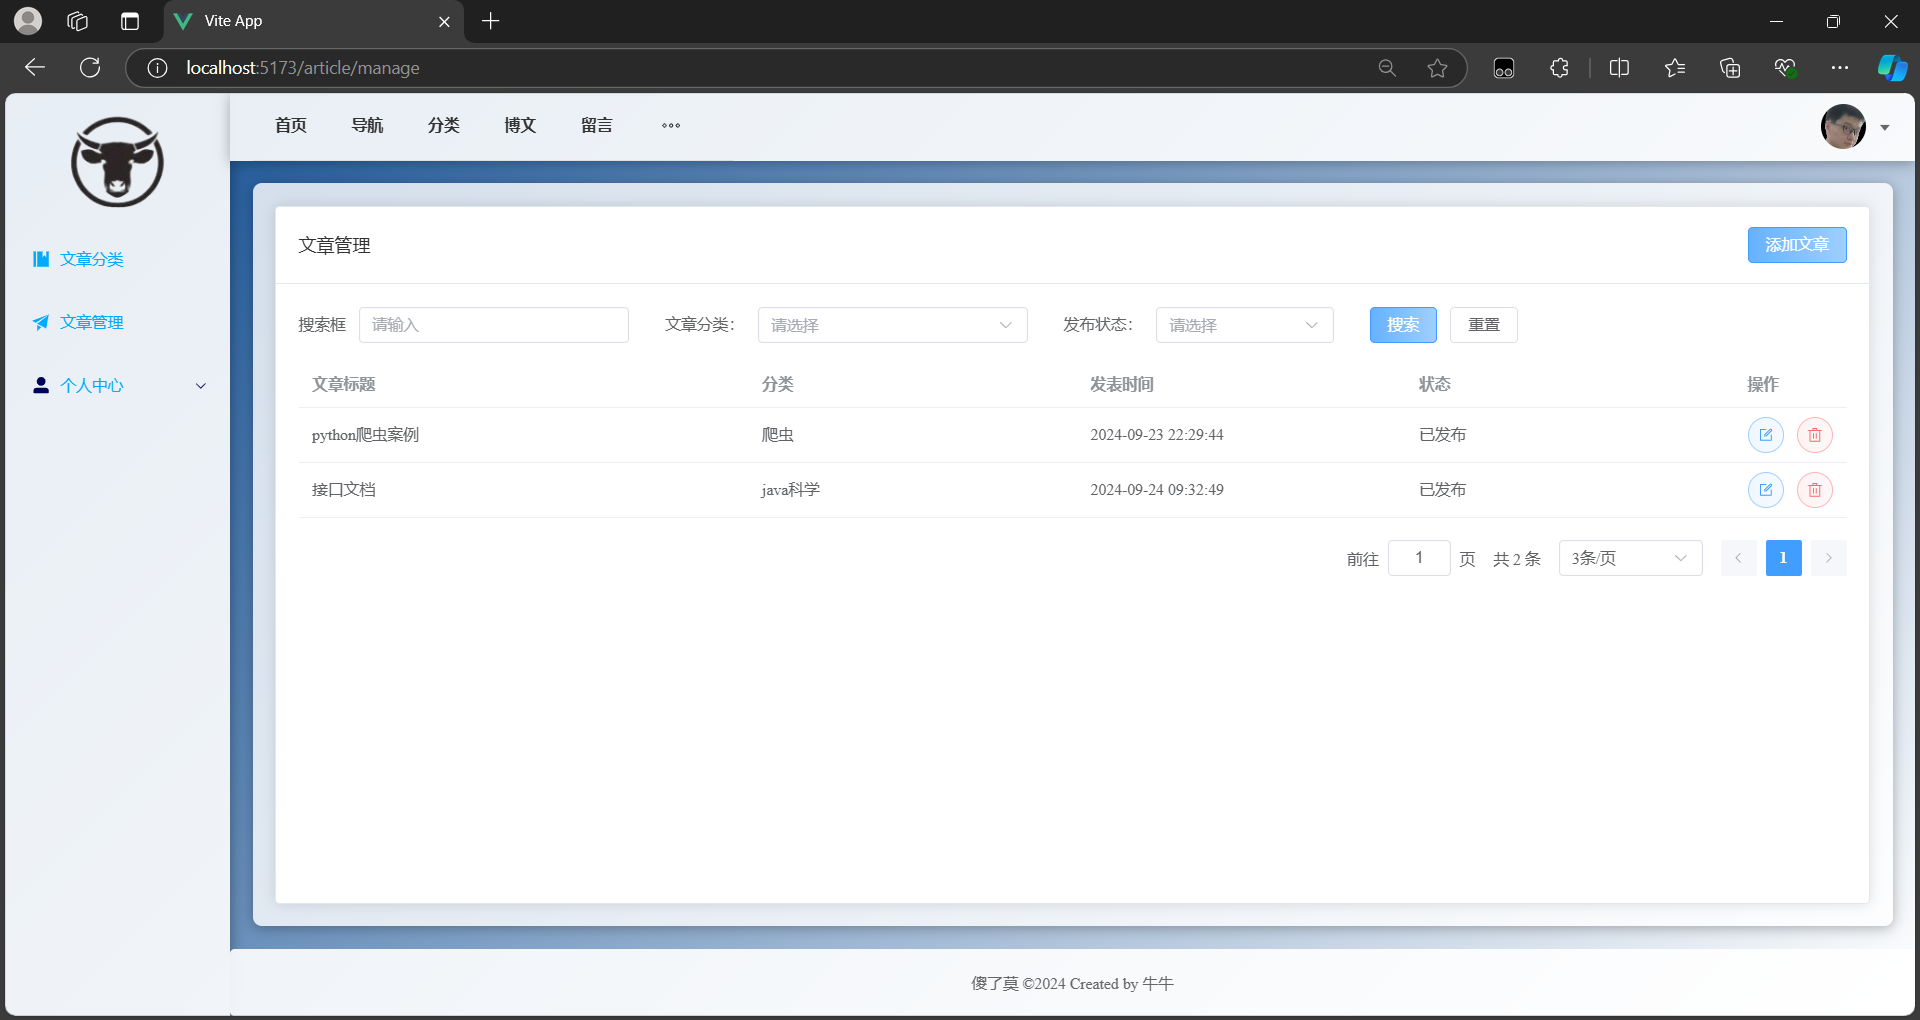 Vite App
localhost:5173/article/manage
首页 导航 分类 博文 留言
文章分类
文章管理
个人中心
文章管理 添加文章
搜索框 请输入 文章分类： 请选择 发布状态： 请选择 搜索 重置
文章标题 分类 发表时间 状态 操作
python爬虫案例 爬虫 2024-09-23 22:29:44 已发布
接口文档 java科学 2024-09-24 09:32:49 已发布
前往 1 页 共 2 条 3条/页 1
傻了莫 ©2024 Created by 牛牛